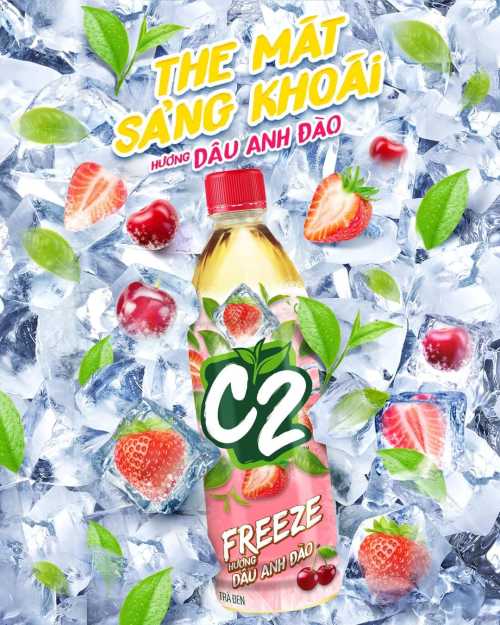 THE MÁT
SẢNG KHOÁI
HƯƠNG DÂU ANH ĐÀO
C2
FREEZE
HƯƠNG
DÂU ANH ĐÀO
TRÀ ĐEN